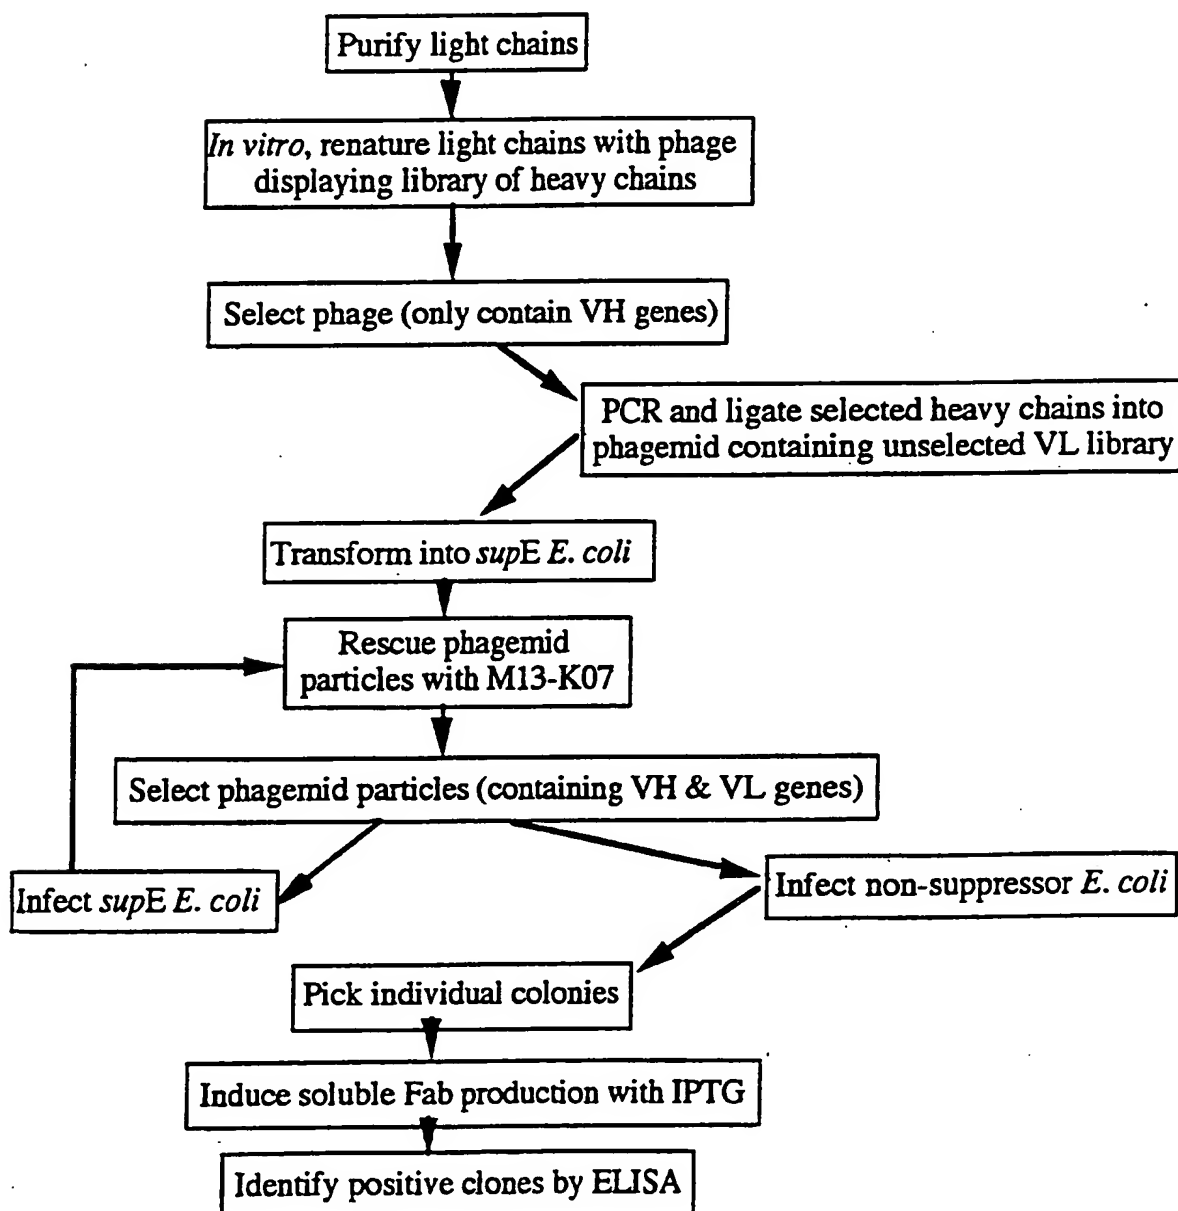 Purify light chains
In vitro, renature light chains with phage
displaying library of heavy chains
Select phage (only contain VH genes)
PCR and ligate selected heavy chains into
phagemid containing unselected VL library
Transform into supE E. coli
Rescue phagemid
particles with M13-K07
Select phagemid particles (containing VH & VL genes)
Infect supE E. coli
Infect non-suppressor E. coli
Pick individual colonies
Induce soluble Fab production with IPTG
Identify positive clones by ELISA